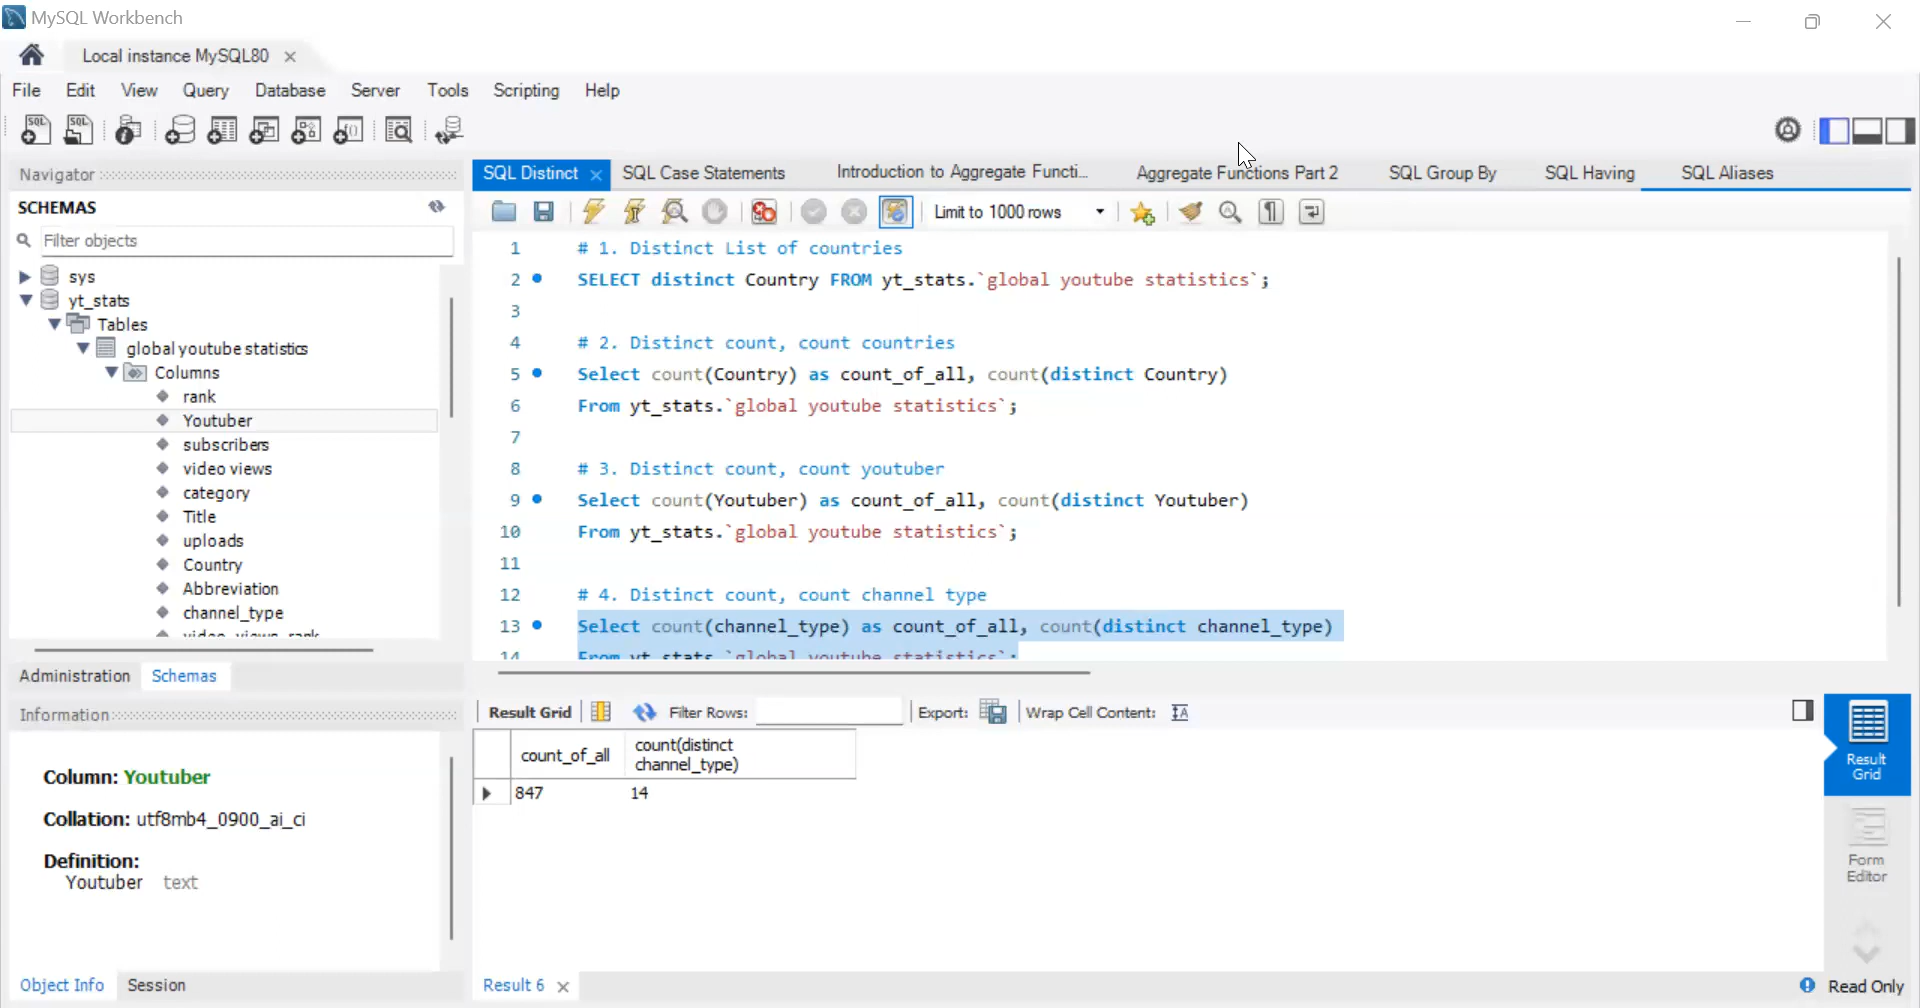 MySQL Workbench
Local instance MySQL80
File Edit View Query Database Server Tools Scripting Help
Navigator
SCHEMAS
Filter objects
sys
yt_stats
Tables
global youtube statistics
Columns
rank
Youtuber
subscribers
video views
category
Title
uploads
Country
Abbreviation
channel_type
video_views_rank
Administration Schemas
Information
Column: Youtuber
Collation: utf8mb4_0900_ai_ci
Definition:
Youtuber text
Object Info Session
SQL Distinct SQL Case Statements Introduction to Aggregate Functi... Aggregate Functions Part 2 SQL Group By SQL Having SQL Aliases
Limit to 1000 rows
1 # 1. Distinct List of countries
2 SELECT distinct Country FROM yt_stats.`global youtube statistics`;
3
4 # 2. Distinct count, count countries
5 Select count(Country) as count_of_all, count(distinct Country)
6 From yt_stats.`global youtube statistics`;
7
8 # 3. Distinct count, count youtuber
9 Select count(Youtuber) as count_of_all, count(distinct Youtuber)
10 From yt_stats.`global youtube statistics`;
11
12 # 4. Distinct count, count channel type
13 Select count(channel_type) as count_of_all, count(distinct channel_type)
14 From yt_stats.`global youtube statistics`;
Result Grid Filter Rows: Export: Wrap Cell Content:
count_of_all count(distinct
channel_type)
847 14
Result
Grid
Form
Editor
Result 6
Read Only